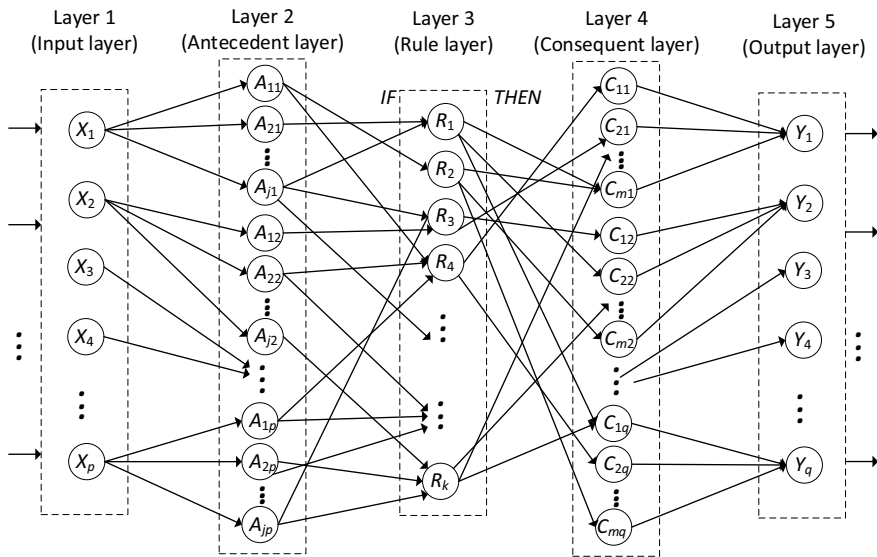 Layer 1
(Input layer)
Layer 2
(Antecedent layer)
Layer 3
(Rule layer)
Layer 4
(Consequent layer)
Layer 5
(Output layer)
IF
THEN
X1
X2
X3
X4
Xp
A11
A21
Aj1
A12
A22
Aj2
A1p
A2p
Ajp
R1
R2
R3
R4
Rk
C11
C21
Cm1
C12
C22
Cm2
C1q
C2q
Cmq
Y1
Y2
Y3
Y4
Yq